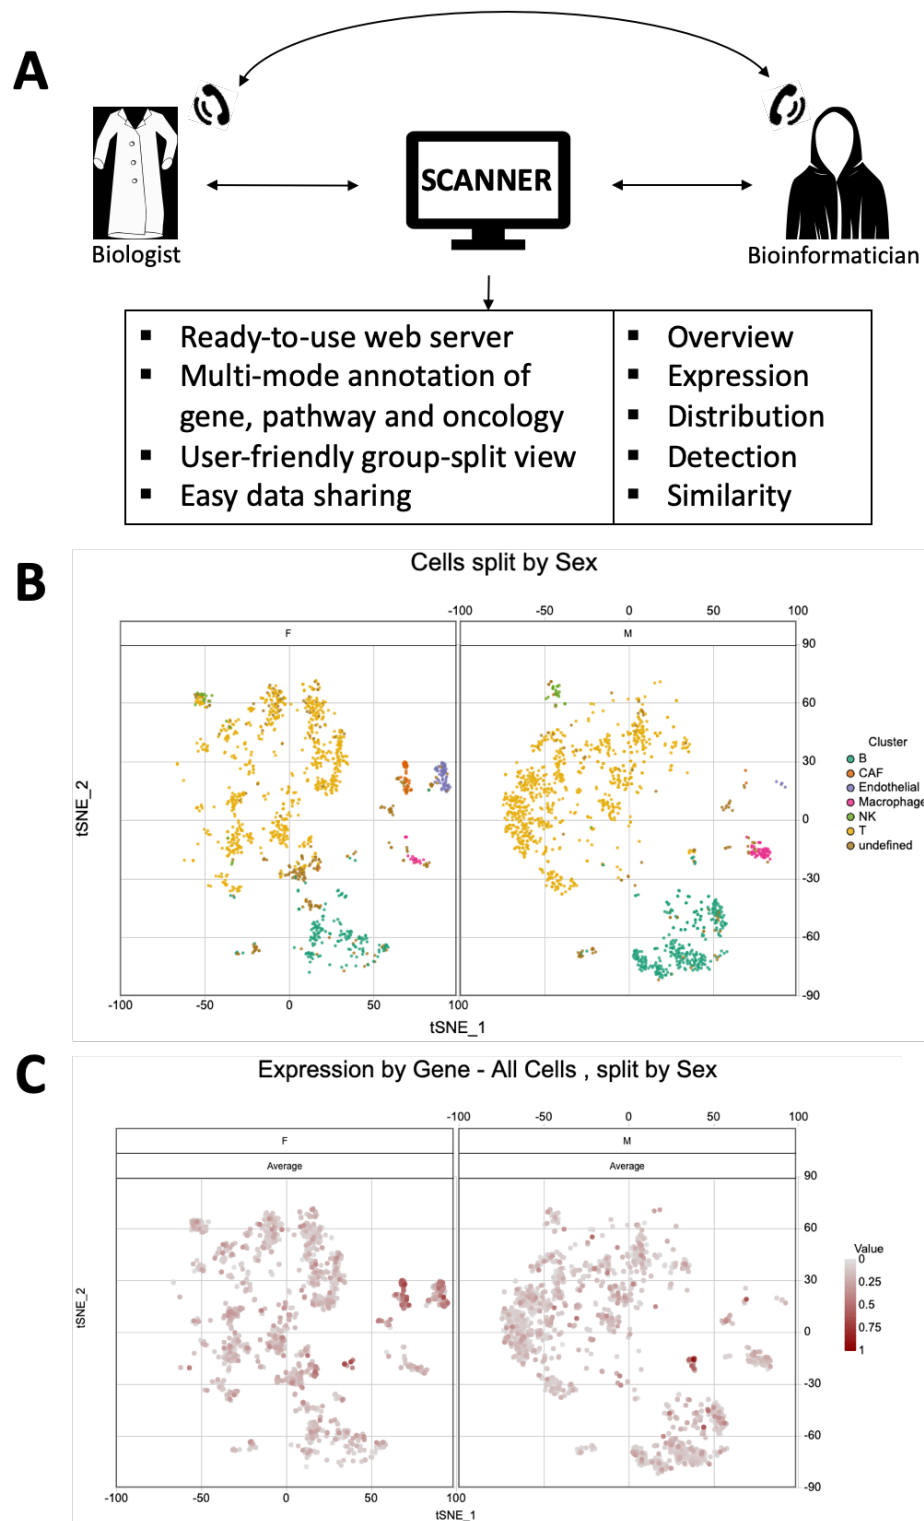 A
SCANNER
Biologist
Bioinformatician
▪ Ready-to-use web server
▪ Multi-mode annotation of
gene, pathway and oncology
▪ User-friendly group-split view
▪ Easy data sharing
▪ Overview
▪ Expression
▪ Distribution
▪ Detection
▪ Similarity
B
Cells split by Sex
-100 -50 0 50 100
F
M
90
60
30
0
-30
-60
-90
tSNE_2
-100 -50 0 50 100
tSNE_1
Cluster
B
CAF
Endothelial
Macrophage
NK
T
undefined
C
Expression by Gene - All Cells , split by Sex
-100 -50 0 50 100
F
M
Average
Average
90
60
30
0
-30
-60
-90
tSNE_2
-100 -50 0 50 100
tSNE_1
Value
0
0.25
0.5
0.75
1